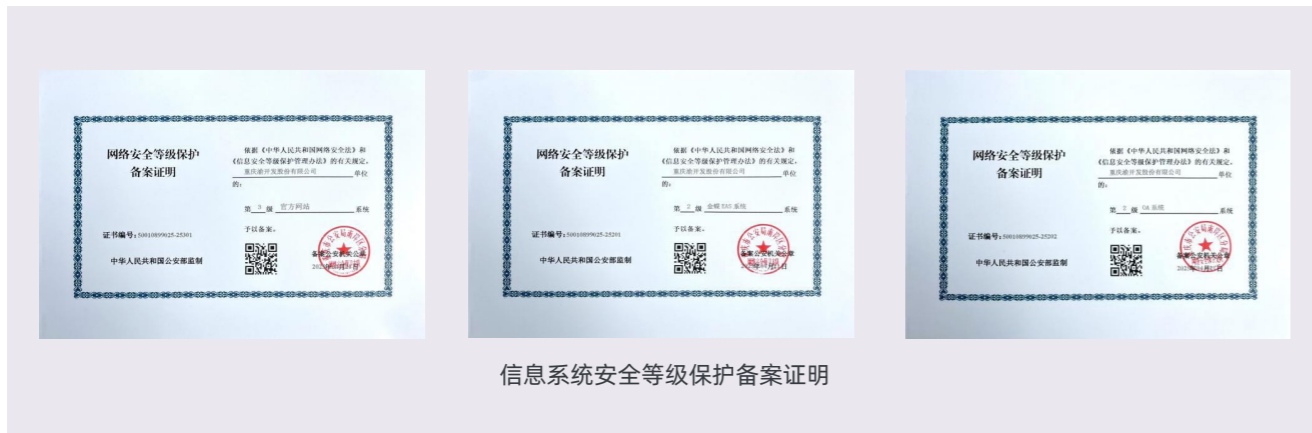 网络安全等级保护
备案证明
证书编号：50010899025-25301
中华人民共和国公安部监制
依据《中华人民共和国网络安全法》和
《信息安全等级保护管理办法》的有关规定，
重庆渝开发股份有限公司 单位
的：
第 3 级 官方网站 系统
予以备案。
网络安全等级保护
备案证明
证书编号：50010899025-25201
中华人民共和国公安部监制
依据《中华人民共和国网络安全法》和
《信息安全等级保护管理办法》的有关规定，
重庆渝开发股份有限公司 单位
的：
第 2 级 金蝶 系统
予以备案。
网络安全等级保护
备案证明
证书编号：50010899025-25202
中华人民共和国公安部监制
依据《中华人民共和国网络安全法》和
《信息安全等级保护管理办法》的有关规定，
重庆渝开发股份有限公司 单位
的：
第 2 级 OA 系统 系统
予以备案。
信息系统安全等级保护备案证明